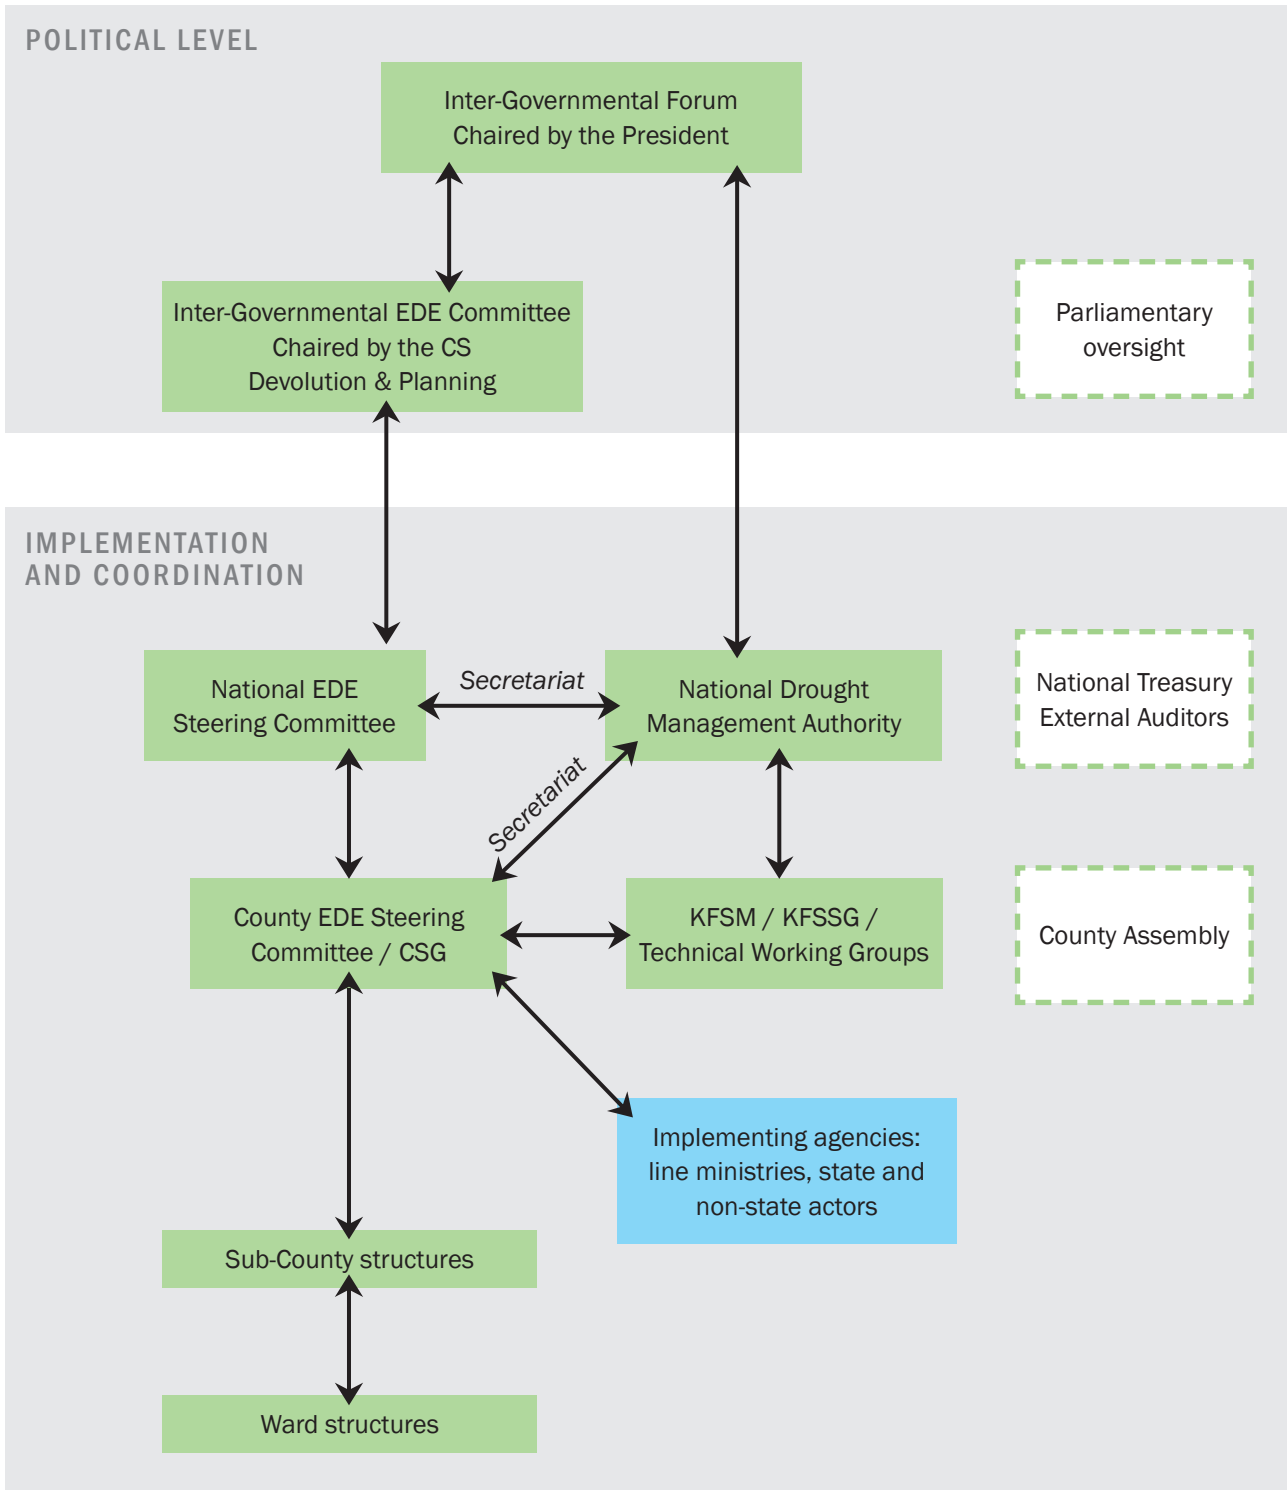 POLITICAL LEVEL
Inter-Governmental Forum
Chaired by the President
Inter-Governmental EDE Committee
Chaired by the CS
Devolution & Planning
Parliamentary
oversight
IMPLEMENTATION
AND COORDINATION
National EDE
Steering Committee
Secretariat
National Drought
Management Authority
National Treasury
External Auditors
Secretariat
County EDE Steering
Committee / CSG
KFSM / KFSSG /
Technical Working Groups
County Assembly
Implementing agencies:
line ministries, state and
non-state actors
Sub-County structures
Ward structures